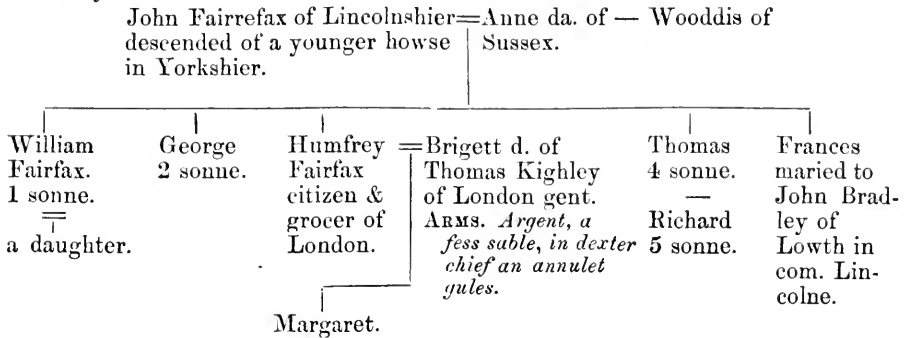 John Fairrefax of Lincolnshier=Anne da. of — Wooddis of
descended of a younger howse Sussex.
in Yorkshier.
William
Fairfax.
1 sonne.
a daughter.
George
2 sonne.
Humfrey
Fairfax
citizen &
grocer of
London.
=Brigett d. of
Thomas Kighley
of London gent.
ARMS. Argent, a
fess sable, in dexter
chief an annulet
gules.
Thomas
4 sonne.
—
Richard
5 sonne.
Frances
maried to
John Brad-
ley of
Lowth in
com. Lin-
colne.
Margaret.